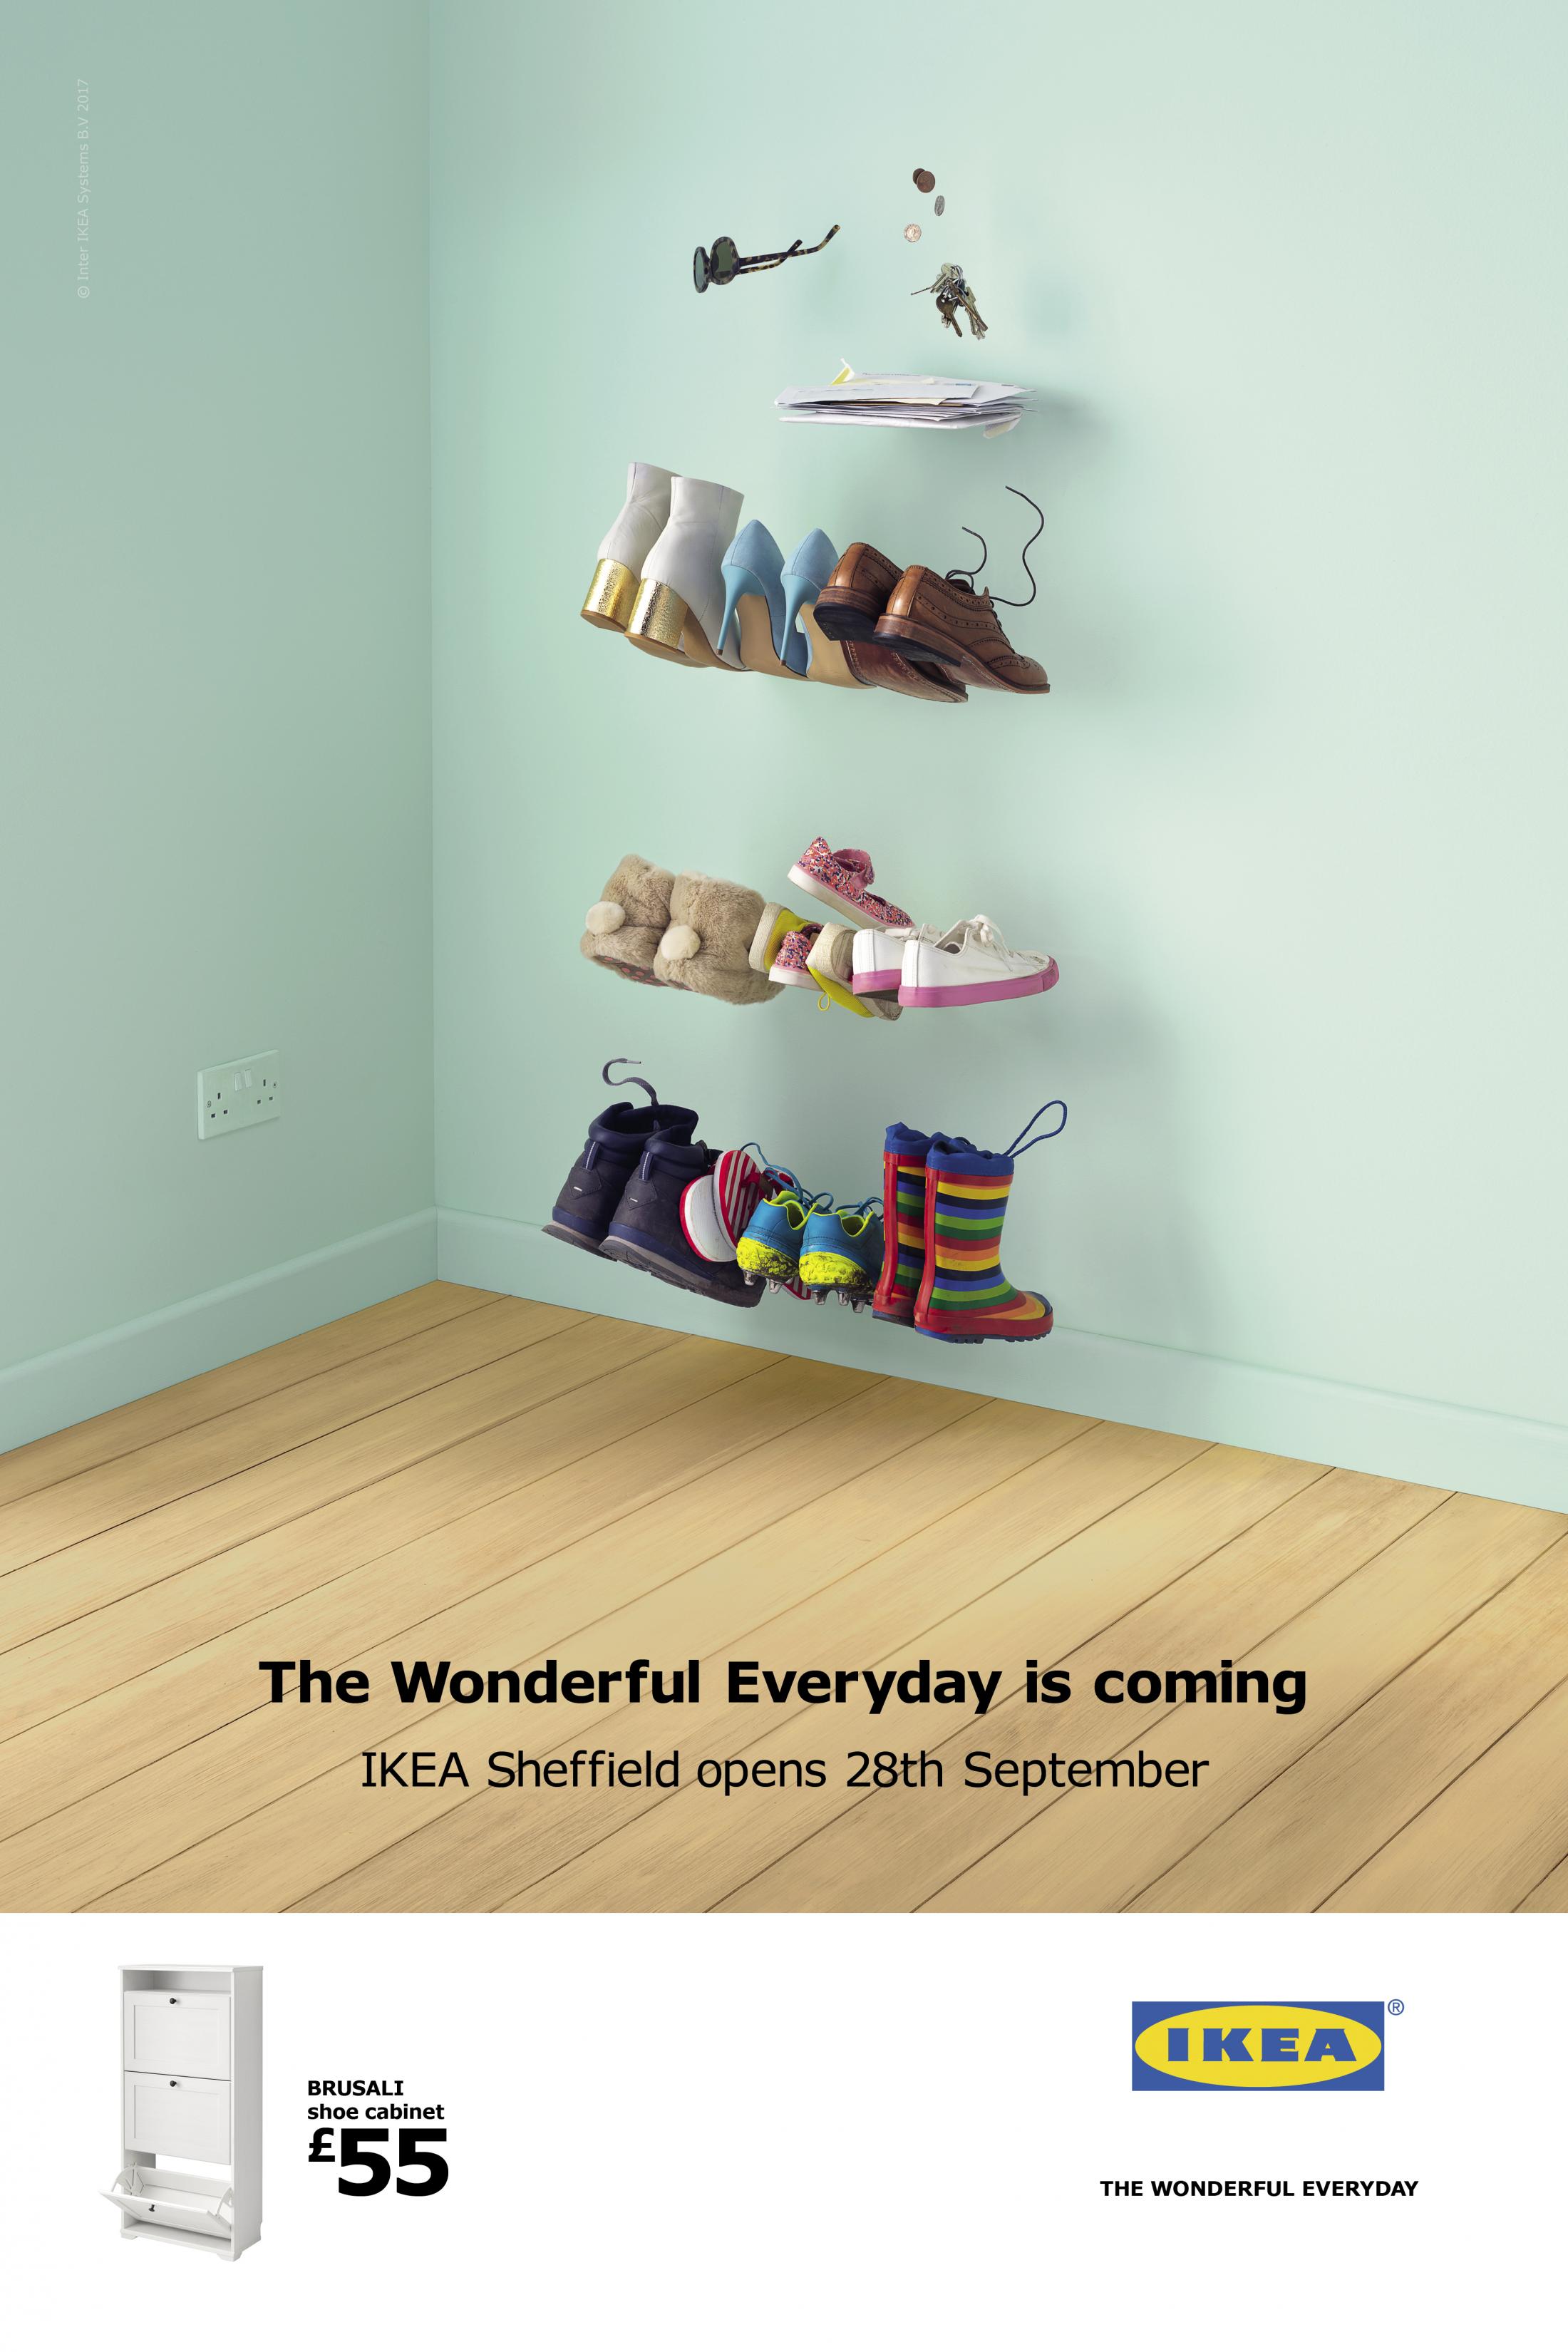 © Inter IKEA Systems B.V 2017
The Wonderful Everyday is coming
IKEA Sheffield opens 28th September
BRUSALI
shoe cabinet
£55
IKEA®
THE WONDERFUL EVERYDAY